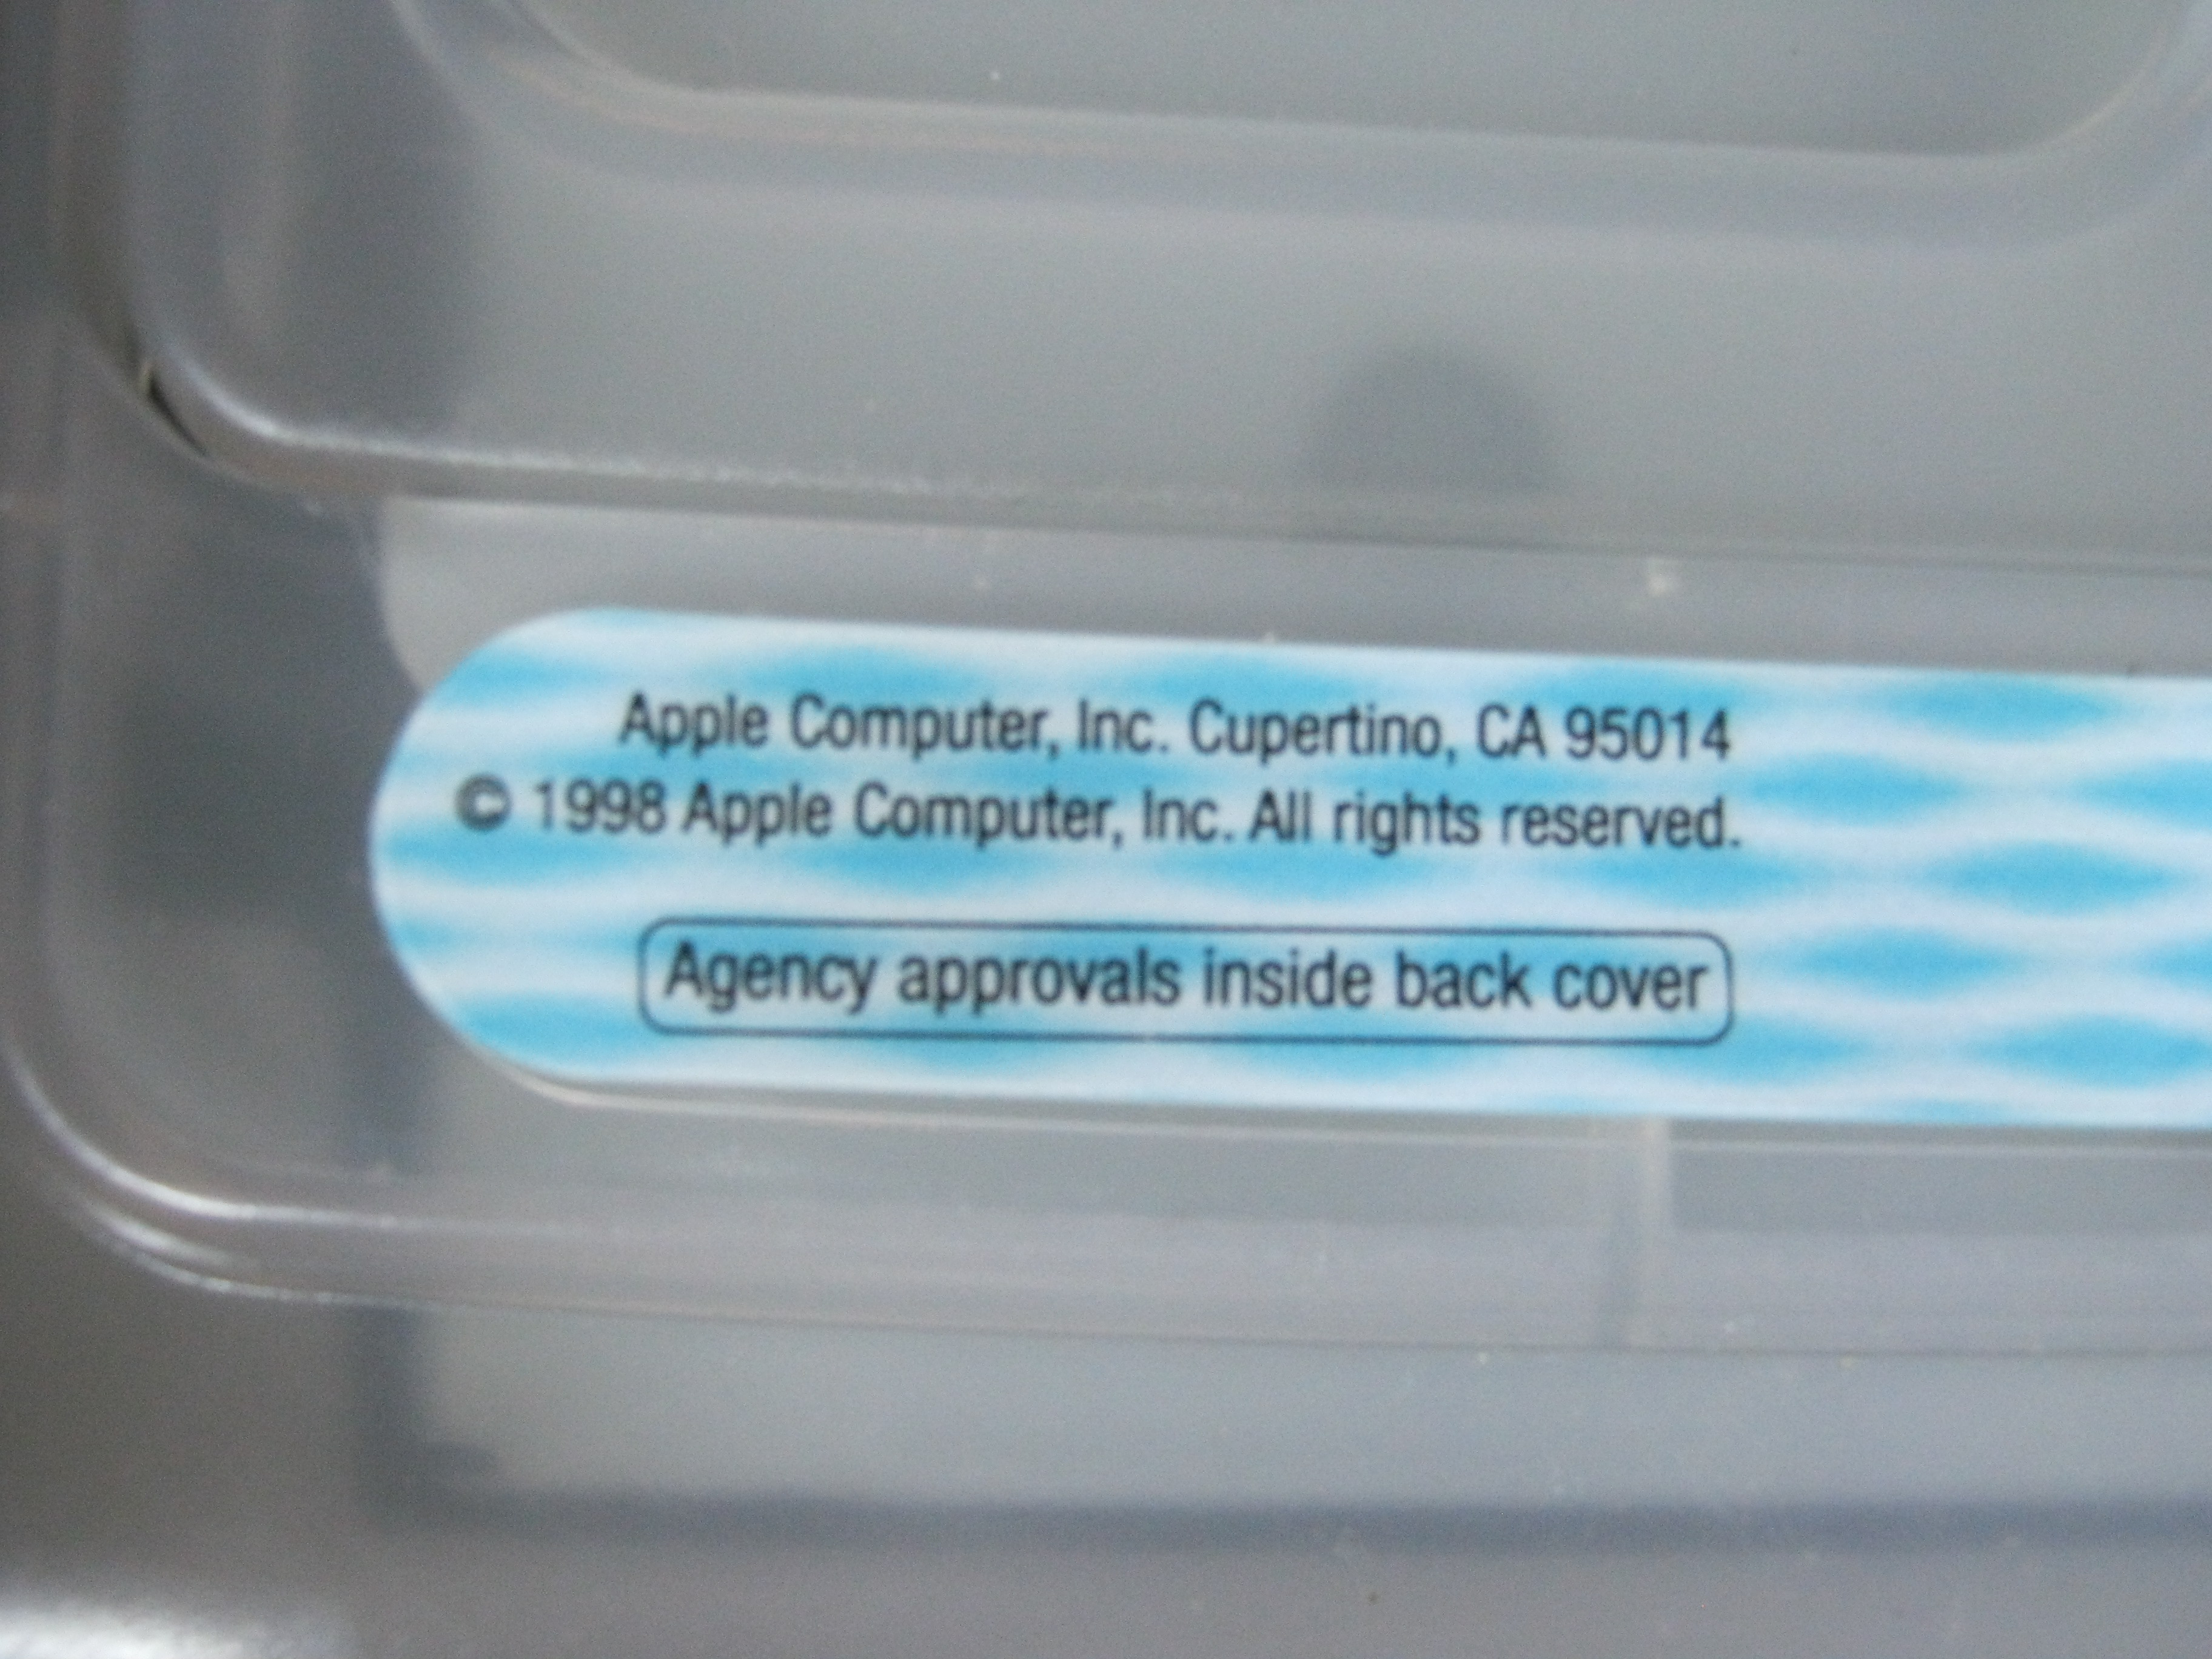 Apple Computer, Inc. Cupertino, CA 95014
© 1998 Apple Computer, Inc. All rights reserved.
Agency approvals inside back cover